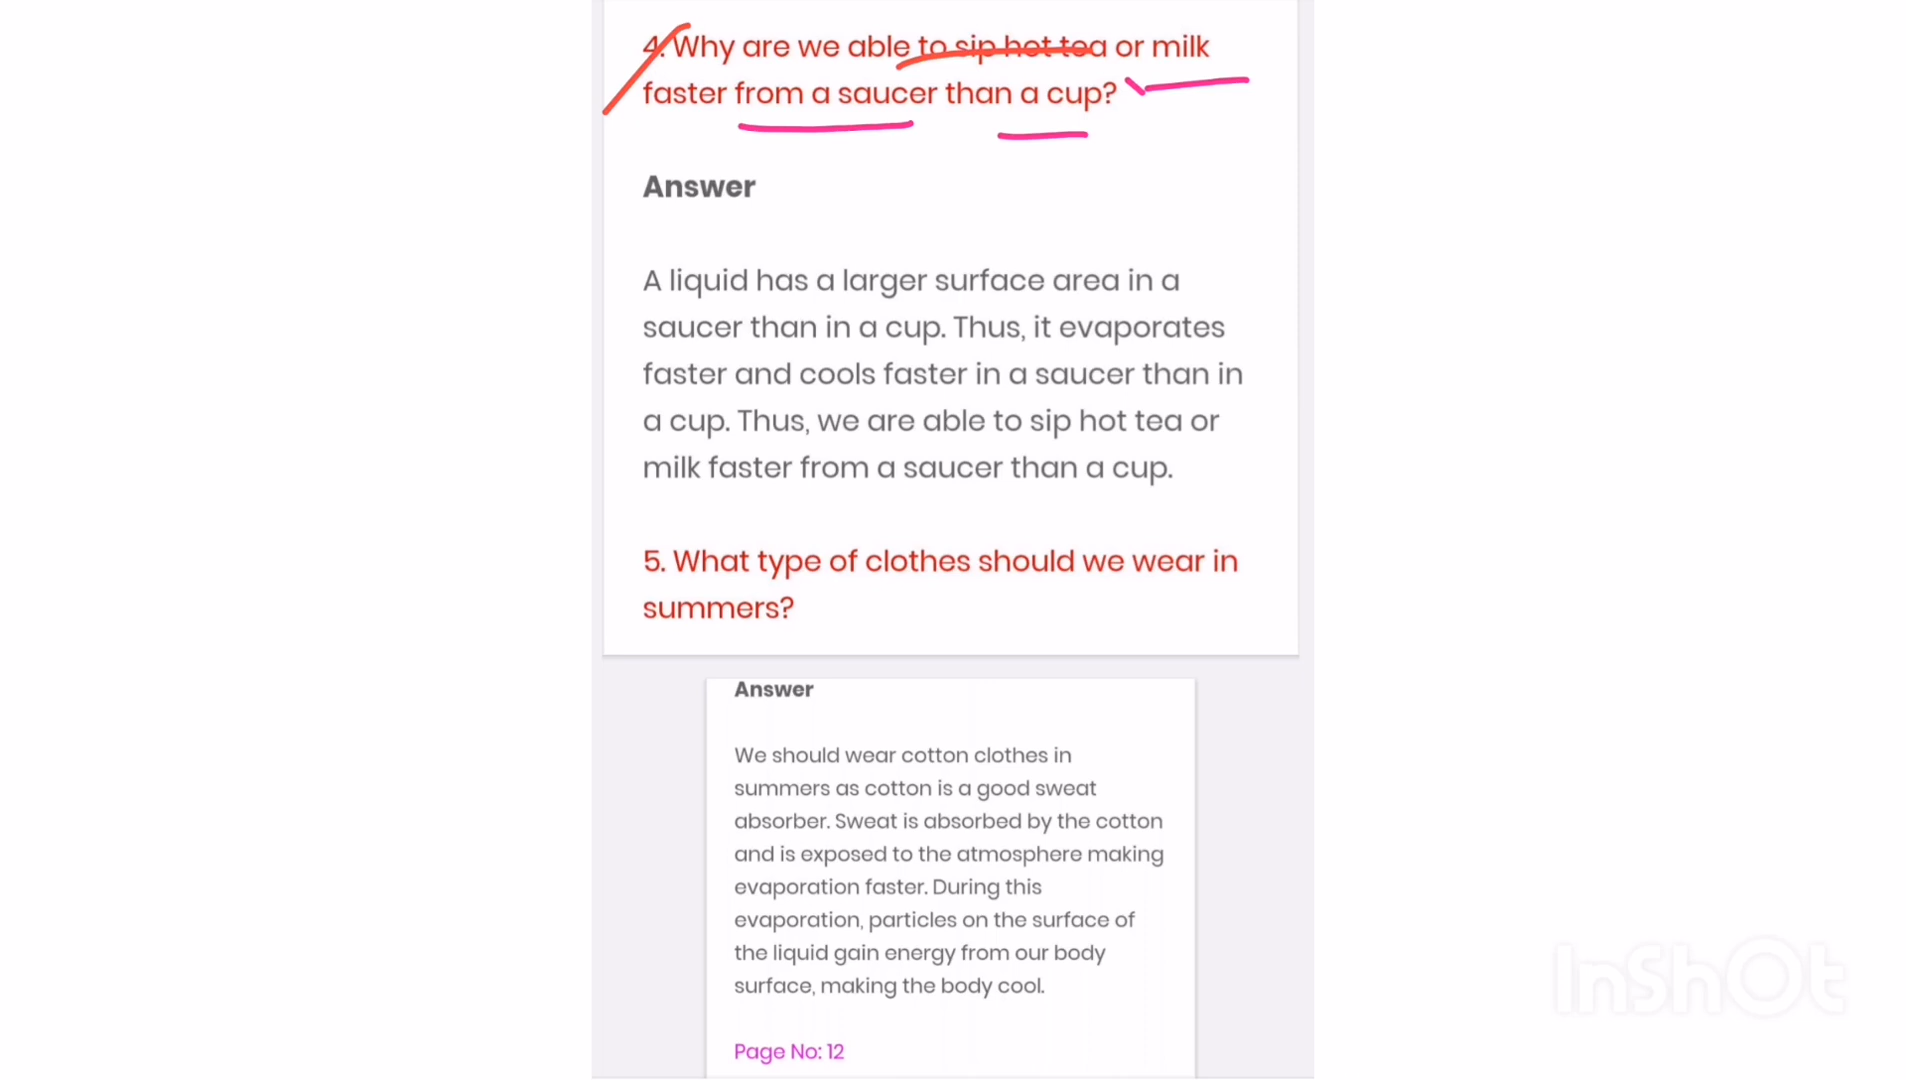 4. Why are we able to sip hot tea or milk
faster from a saucer than a cup?
Answer
A liquid has a larger surface area in a
saucer than in a cup. Thus, it evaporates
faster and cools faster in a saucer than in
a cup. Thus, we are able to sip hot tea or
milk faster from a saucer than a cup.
5. What type of clothes should we wear in
summers?
Answer
We should wear cotton clothes in
summers as cotton is a good sweat
absorber. Sweat is absorbed by the cotton
and is exposed to the atmosphere making
evaporation faster. During this
evaporation, particles on the surface of
the liquid gain energy from our body
surface, making the body cool.
Page No: 12
InShOt